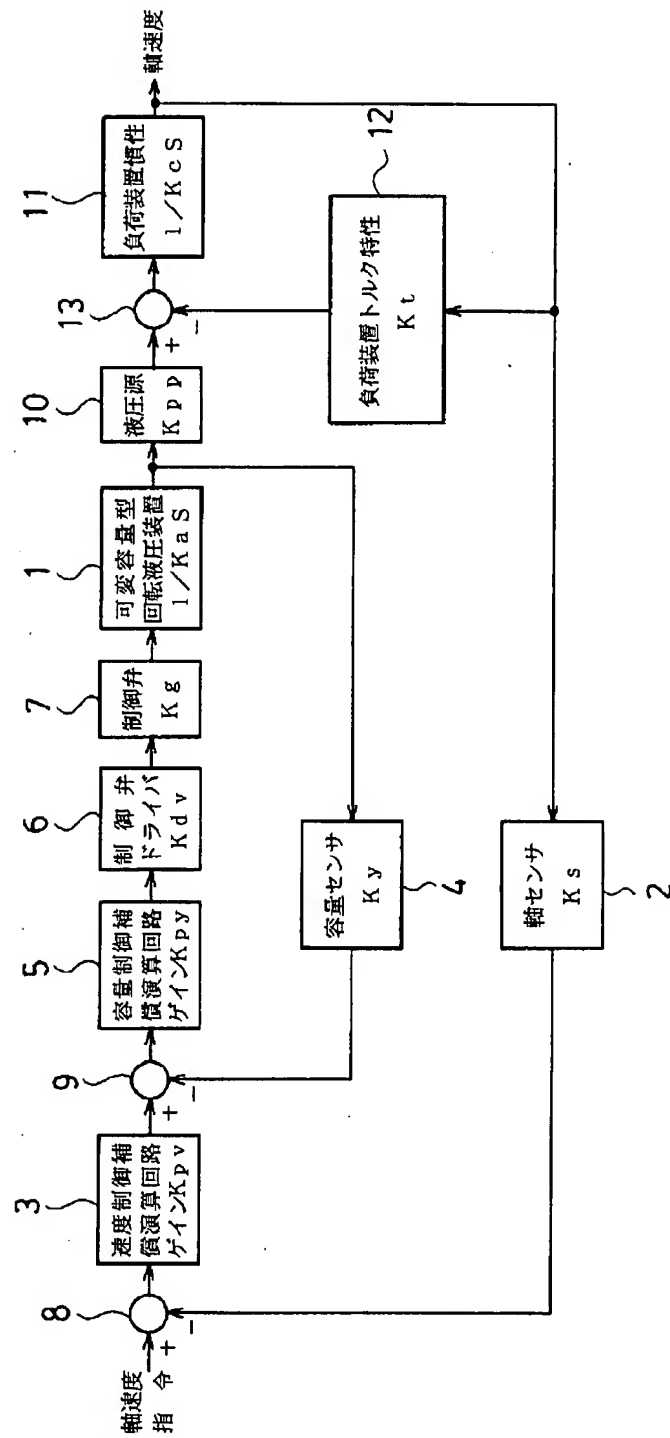 軸速度
指 令
+
-
8
3
速度制御補
償演算回路
ゲインKpv
+
-
9
5
容量制御補
償演算回路
ゲインKpy
6
制 御 弁
ドライバ
Kdv
7
制御弁
Kg
1
可変容量型
回転液圧装置
1/KaS
10
液圧源
Kpp
+
-
13
11
負荷装置慣性
1/KcS
軸速度
12
負荷装置トルク特性
Kt
容量センサ
Ky
4
軸センサ
Ks
2